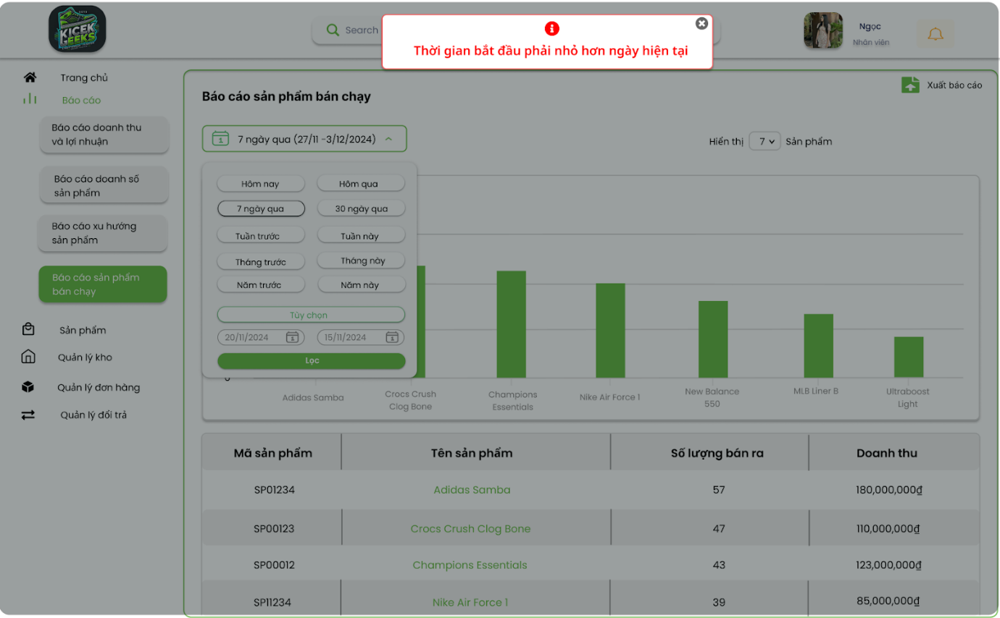 KICEK
GEEKS
Search
Thời gian bắt đầu phải nhỏ hơn ngày hiện tại
Ngọc
Nhân viên
Trang chủ
Báo cáo
Báo cáo doanh thu
và lợi nhuận
Báo cáo doanh số
sản phẩm
Báo cáo xu hướng
sản phẩm
Báo cáo sản phẩm
bán chạy
Sản phẩm
Quản lý kho
Quản lý đơn hàng
Quản lý đổi trả
Xuất báo cáo
Báo cáo sản phẩm bán chạy
1 7 ngày qua (27/11 -3/12/2024)
Hiển thị 7 Sản phẩm
Hôm nay Hôm qua
7 ngày qua 30 ngày qua
Tuần trước Tuần này
Tháng trước Tháng này
Năm trước Năm này
Tùy chọn
20/11/2024 1 15/11/2024 1
Lọc
Adidas Samba
Crocs Crush
Clog Bone
Champions
Essentials
Nike Air Force 1
New Balance
550
MLB Liner B
Ultraboost
Light
Mã sản phẩm Tên sản phẩm Số lượng bán ra Doanh thu
SP01234 Adidas Samba 57 180,000,000₫
SP00123 Crocs Crush Clog Bone 47 110,000,000₫
SP00012 Champions Essentials 43 123,000,000₫
SP11234 Nike Air Force 1 39 85,000,000₫